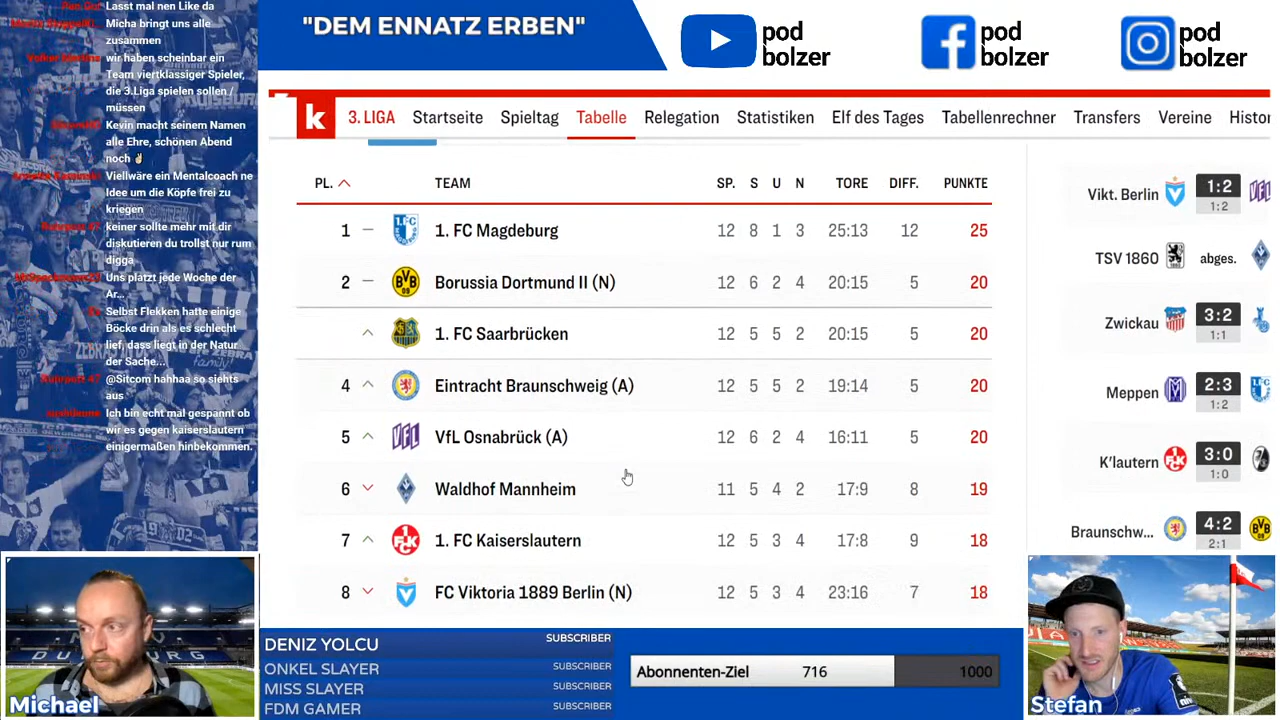 Lasst mal nen Like da
Micha bringt uns alle
zusammen
wir haben scheinbar ein
Team viertklassiger Spieler,
die 3.Liga spielen sollen /
müssen
Kevin macht seinem Namen
alle Ehre, schönen Abend
noch ✌
Viellwäre ein Mentalcoach ne
Idee um die Köpfe frei zu
kriegen
keiner sollte mehr mit dir
diskutieren du trollst nur rum
digga
Uns platzt jede Woche der
Ar...
Selbst Flekken hatte einige
Böcke drin als es schlecht
lief, dass liegt in der Natur
der Sache...
@Sitcom hahhaa so siehts
aus
Ich bin echt mal gespannt ob
wir es gegen kaiserslautern
einigermaßen hinbekommen.
"DEM ENNATZ ERBEN"
pod
bolzer
pod
bolzer
pod
bolzer
k 3. LIGA Startseite Spieltag Tabelle Relegation Statistiken Elf des Tages Tabellenrechner Transfers Vereine Histor
PL. TEAM SP. S U N TORE DIFF. PUNKTE
1 – 1. FC Magdeburg 12 8 1 3 25:13 12 25
2 – Borussia Dortmund II (N) 12 6 2 4 20:15 5 20
1. FC Saarbrücken 12 5 5 2 20:15 5 20
4 Eintracht Braunschweig (A) 12 5 5 2 19:14 5 20
5 VfL Osnabrück (A) 12 6 2 4 16:11 5 20
6 Waldhof Mannheim 11 5 4 2 17:9 8 19
7 1. FC Kaiserslautern 12 5 3 4 17:8 9 18
8 FC Viktoria 1889 Berlin (N) 12 5 3 4 23:16 7 18
Vikt. Berlin 1:2
1:2
TSV 1860 abges.
Zwickau 3:2
1:1
Meppen 2:3
1:2
K'lautern 3:0
1:0
Braunschw... 4:2
2:1
Michael
DENIZ YOLCU SUBSCRIBER
ONKEL SLAYER SUBSCRIBER
MISS SLAYER SUBSCRIBER
FDM GAMER SUBSCRIBER
Abonnenten-Ziel 716 1000
Stefan